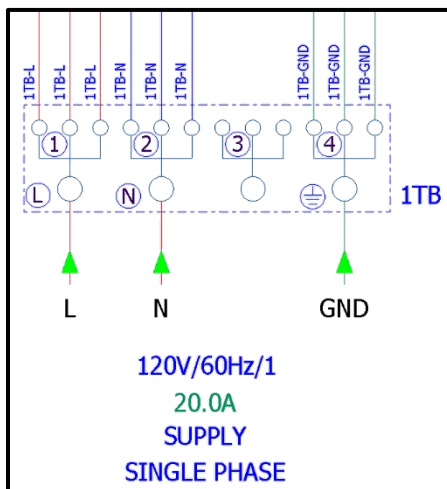 1TB-L 1TB-L 1TB-L 1TB-N 1TB-N 1TB-N 1TB-GND 1TB-GND 1TB-GND
1 2 3 4
L N 1TB
L N GND
120V/60Hz/1
20.0A
SUPPLY
SINGLE PHASE